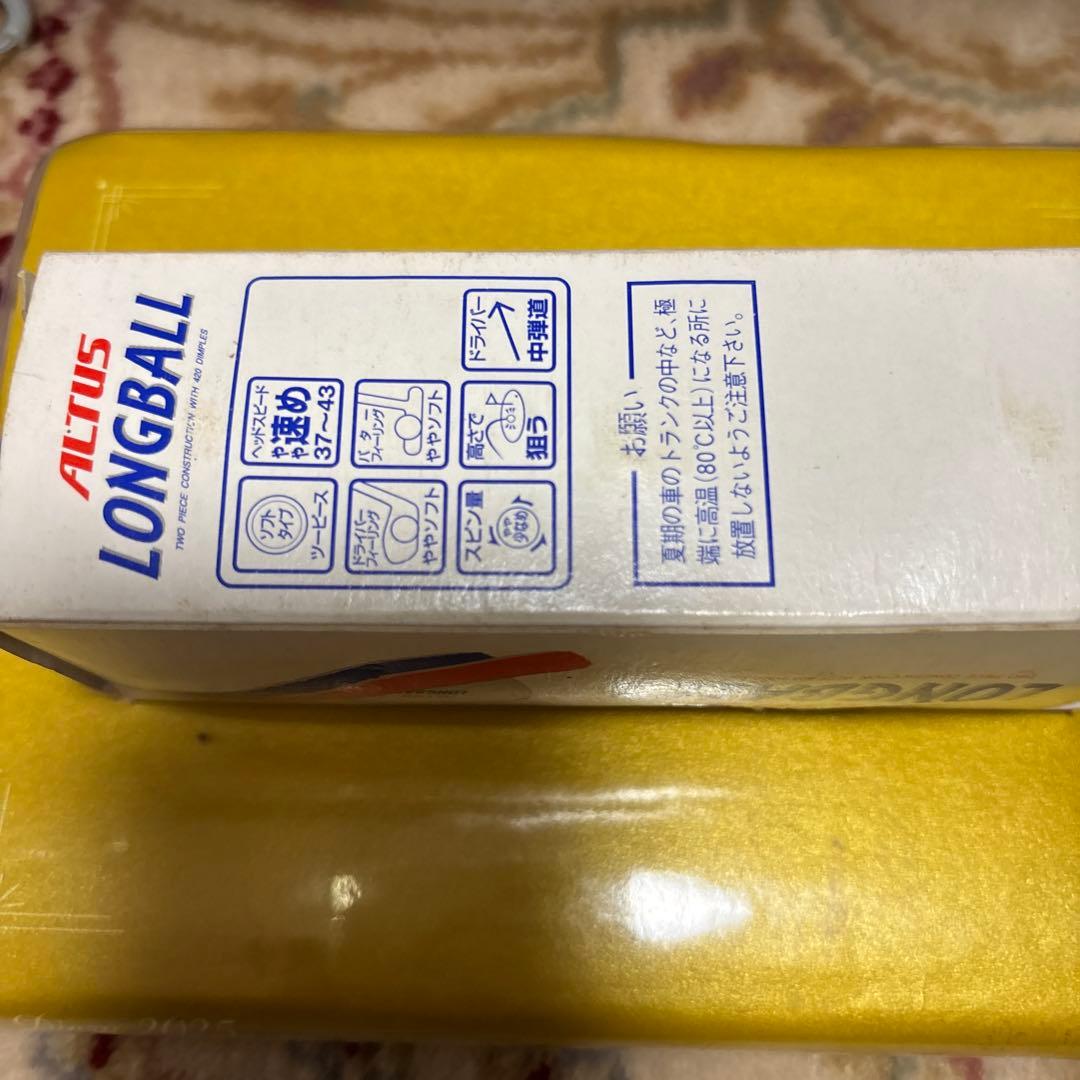 ALTUS
LONGBALL
TWO PIECE CONSTRUCTION WITH 420 DIMPLES
ソフト
タイプ
ツーピース
ヘッドスピード
やや速め
37〜43
ドライバー
フィーリング
ややソフト
パター
フィーリング
ややソフト
スピン量
やや
少なめ
高さで
狙う
ドライバー
中弾道
お願い
夏期の車のトランクの中など、極
端に高温(80℃以上)になる所に
放置しないようご注意下さい。
LONGBA
2025